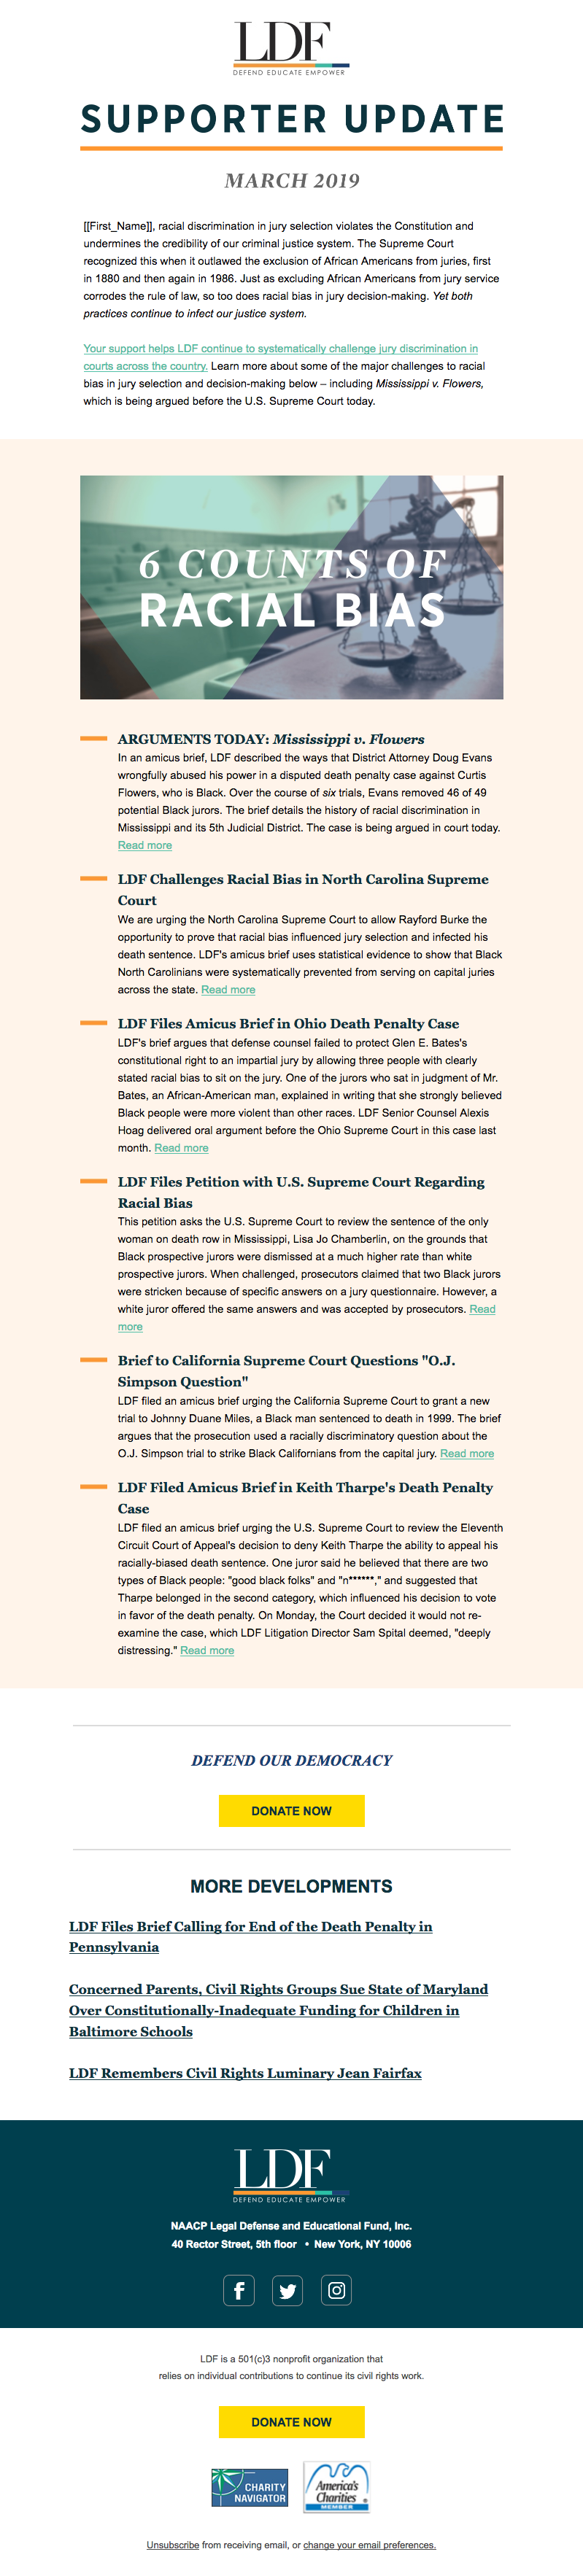 LDF
DEFEND EDUCATE EMPOWER
SUPPORTER UPDATE
MARCH 2019
[[First_Name]], racial discrimination in jury selection violates the Constitution and
undermines the credibility of our criminal justice system. The Supreme Court
recognized this when it outlawed the exclusion of African Americans from juries, first
in 1880 and then again in 1986. Just as excluding African Americans from jury service
corrodes the rule of law, so too does racial bias in jury decision-making. Yet both
practices continue to infect our justice system.
Your support helps LDF continue to systematically challenge jury discrimination in
courts across the country. Learn more about some of the major challenges to racial
bias in jury selection and decision-making below – including Mississippi v. Flowers,
which is being argued before the U.S. Supreme Court today.
6 COUNTS OF
RACIAL BIAS
ARGUMENTS TODAY: Mississippi v. Flowers
In an amicus brief, LDF described the ways that District Attorney Doug Evans
wrongfully abused his power in a disputed death penalty case against Curtis
Flowers, who is Black. Over the course of six trials, Evans removed 46 of 49
potential Black jurors. The brief details the history of racial discrimination in
Mississippi and its 5th Judicial District. The case is being argued in court today.
Read more
LDF Challenges Racial Bias in North Carolina Supreme
Court
We are urging the North Carolina Supreme Court to allow Rayford Burke the
opportunity to prove that racial bias influenced jury selection and infected his
death sentence. LDF's amicus brief uses statistical evidence to show that Black
North Carolinians were systematically prevented from serving on capital juries
across the state. Read more
LDF Files Amicus Brief in Ohio Death Penalty Case
LDF's brief argues that defense counsel failed to protect Glen E. Bates's
constitutional right to an impartial jury by allowing three people with clearly
stated racial bias to sit on the jury. One of the jurors who sat in judgment of Mr.
Bates, an African-American man, explained in writing that she strongly believed
Black people were more violent than other races. LDF Senior Counsel Alexis
Hoag delivered oral argument before the Ohio Supreme Court in this case last
month. Read more
LDF Files Petition with U.S. Supreme Court Regarding
Racial Bias
This petition asks the U.S. Supreme Court to review the sentence of the only
woman on death row in Mississippi, Lisa Jo Chamberlin, on the grounds that
Black prospective jurors were dismissed at a much higher rate than white
prospective jurors. When challenged, prosecutors claimed that two Black jurors
were stricken because of specific answers on a jury questionnaire. However, a
white juror offered the same answers and was accepted by prosecutors. Read
more
Brief to California Supreme Court Questions "O.J.
Simpson Question"
LDF filed an amicus brief urging the California Supreme Court to grant a new
trial to Johnny Duane Miles, a Black man sentenced to death in 1999. The brief
argues that the prosecution used a racially discriminatory question about the
O.J. Simpson trial to strike Black Californians from the capital jury. Read more
LDF Filed Amicus Brief in Keith Tharpe's Death Penalty
Case
LDF filed an amicus brief urging the U.S. Supreme Court to review the Eleventh
Circuit Court of Appeal's decision to deny Keith Tharpe the ability to appeal his
racially-biased death sentence. One juror said he believed that there are two
types of Black people: "good black folks" and "n******," and suggested that
Tharpe belonged in the second category, which influenced his decision to vote
in favor of the death penalty. On Monday, the Court decided it would not re-
examine the case, which LDF Litigation Director Sam Spital deemed, "deeply
distressing." Read more
DEFEND OUR DEMOCRACY
DONATE NOW
MORE DEVELOPMENTS
LDF Files Brief Calling for End of the Death Penalty in
Pennsylvania
Concerned Parents, Civil Rights Groups Sue State of Maryland
Over Constitutionally-Inadequate Funding for Children in
Baltimore Schools
LDF Remembers Civil Rights Luminary Jean Fairfax
LDF
DEFEND EDUCATE EMPOWER
NAACP Legal Defense and Educational Fund, Inc.
40 Rector Street, 5th floor • New York, NY 10006
LDF is a 501(c)3 nonprofit organization that
relies on individual contributions to continue its civil rights work.
DONATE NOW
CHARITY
NAVIGATOR
America's
Charities
MEMBER
Unsubscribe from receiving email, or change your email preferences.